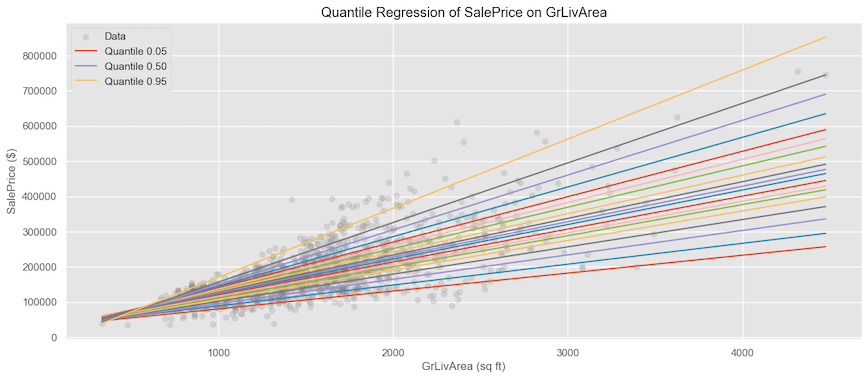 Quantile Regression of SalePrice on GrLivArea
Data
Quantile 0.05
Quantile 0.50
Quantile 0.95
SalePrice ($)
800000
700000
600000
500000
400000
300000
200000
100000
0
1000 2000 3000 4000
GrLivArea (sq ft)